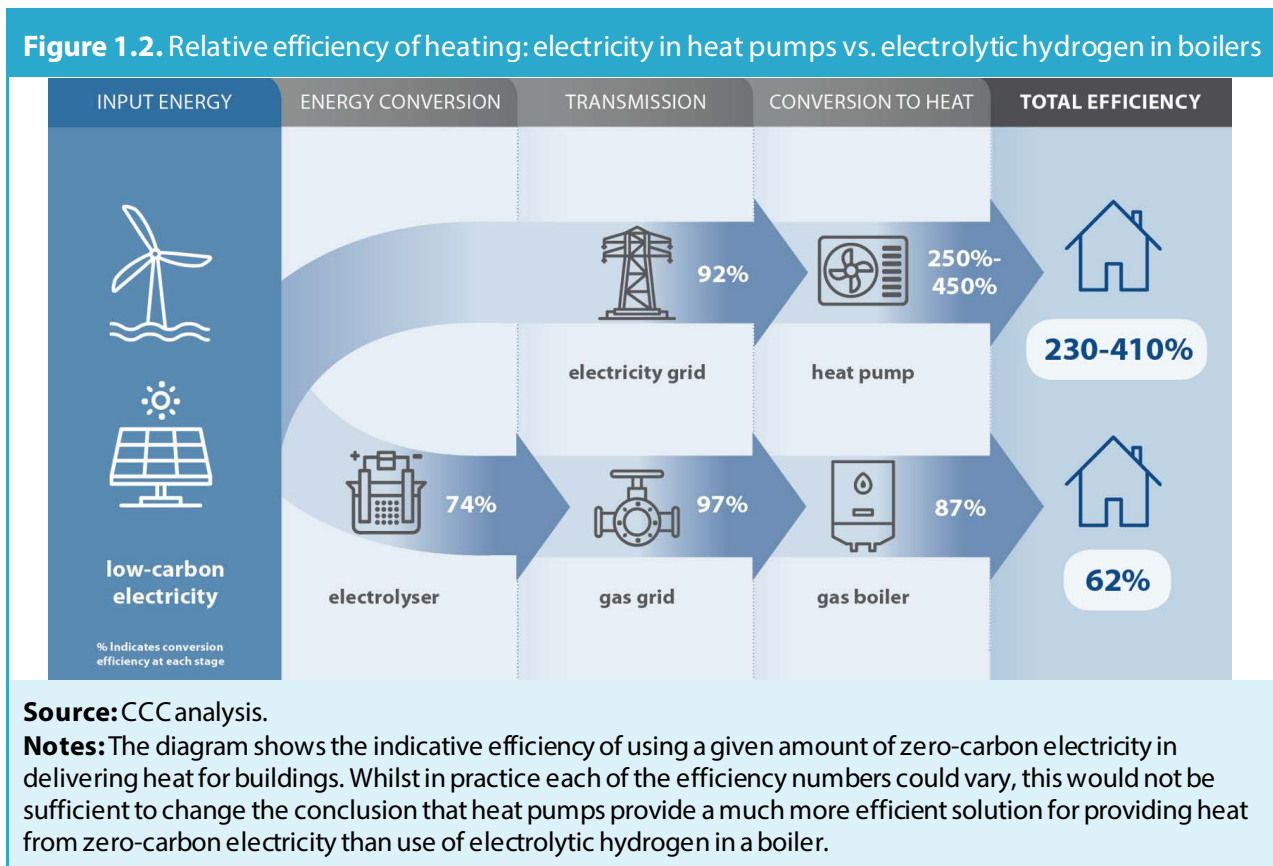 Figure 1.2. Relative efficiency of heating: electricity in heat pumps vs. electrolytic hydrogen in boilers
INPUT ENERGY
ENERGY CONVERSION
TRANSMISSION
CONVERSION TO HEAT
TOTAL EFFICIENCY
92%
250%-
450%
electricity grid
heat pump
230-410%
+ -
74%
97%
87%
electrolyser
gas grid
gas boiler
62%
low-carbon
electricity
% Indicates conversion
efficiency at each stage
Source: CCC analysis.
Notes: The diagram shows the indicative efficiency of using a given amount of zero-carbon electricity in
delivering heat for buildings. Whilst in practice each of the efficiency numbers could vary, this would not be
sufficient to change the conclusion that heat pumps provide a much more efficient solution for providing heat
from zero-carbon electricity than use of electrolytic hydrogen in a boiler.